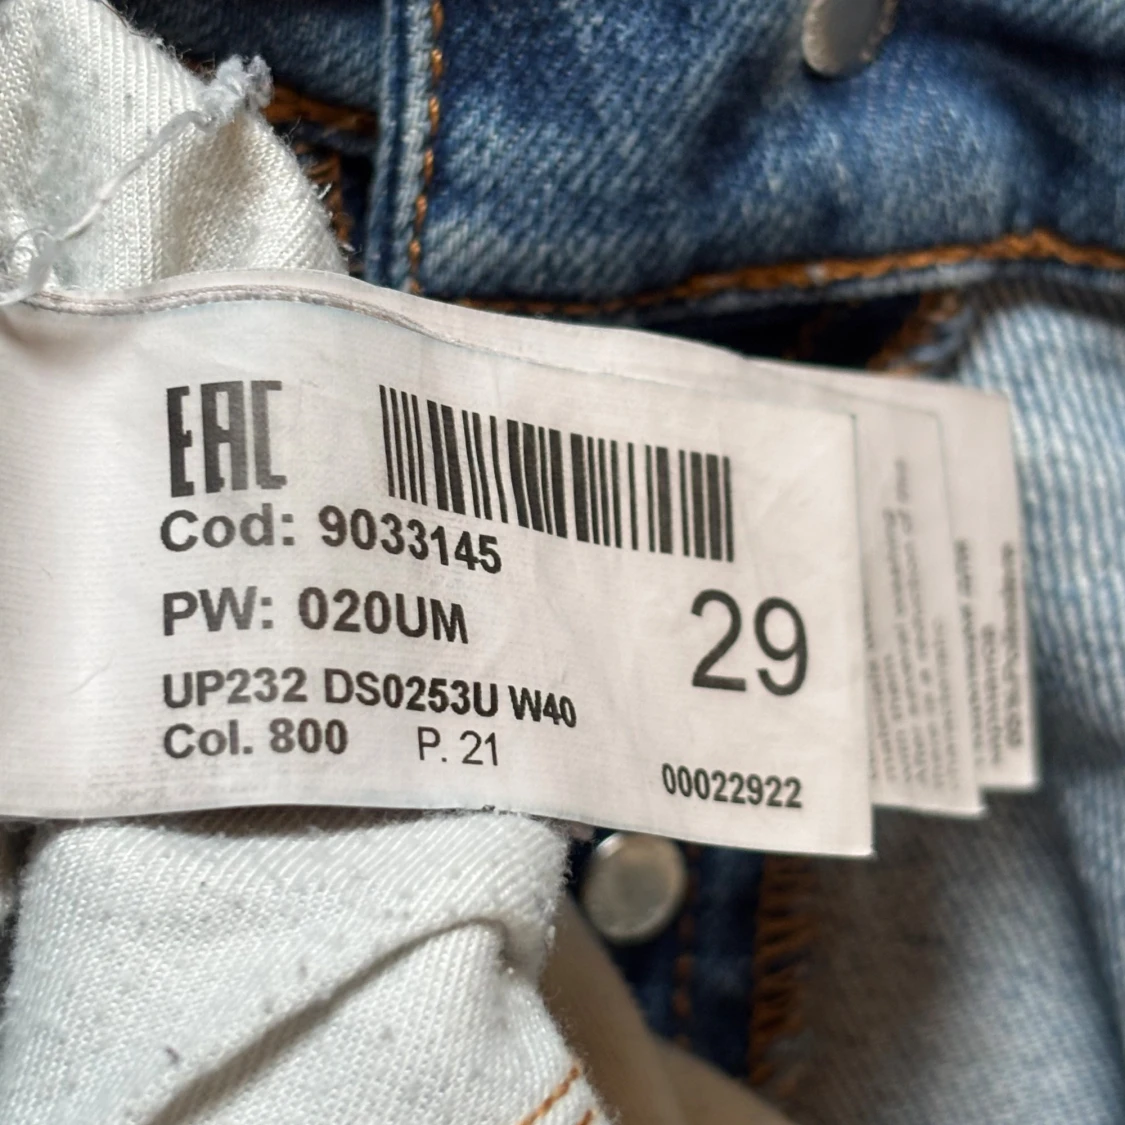 EAC
Cod: 9033145
PW: 020UM
29
UP232 DS0253U W40
Col. 800 P. 21
00022922